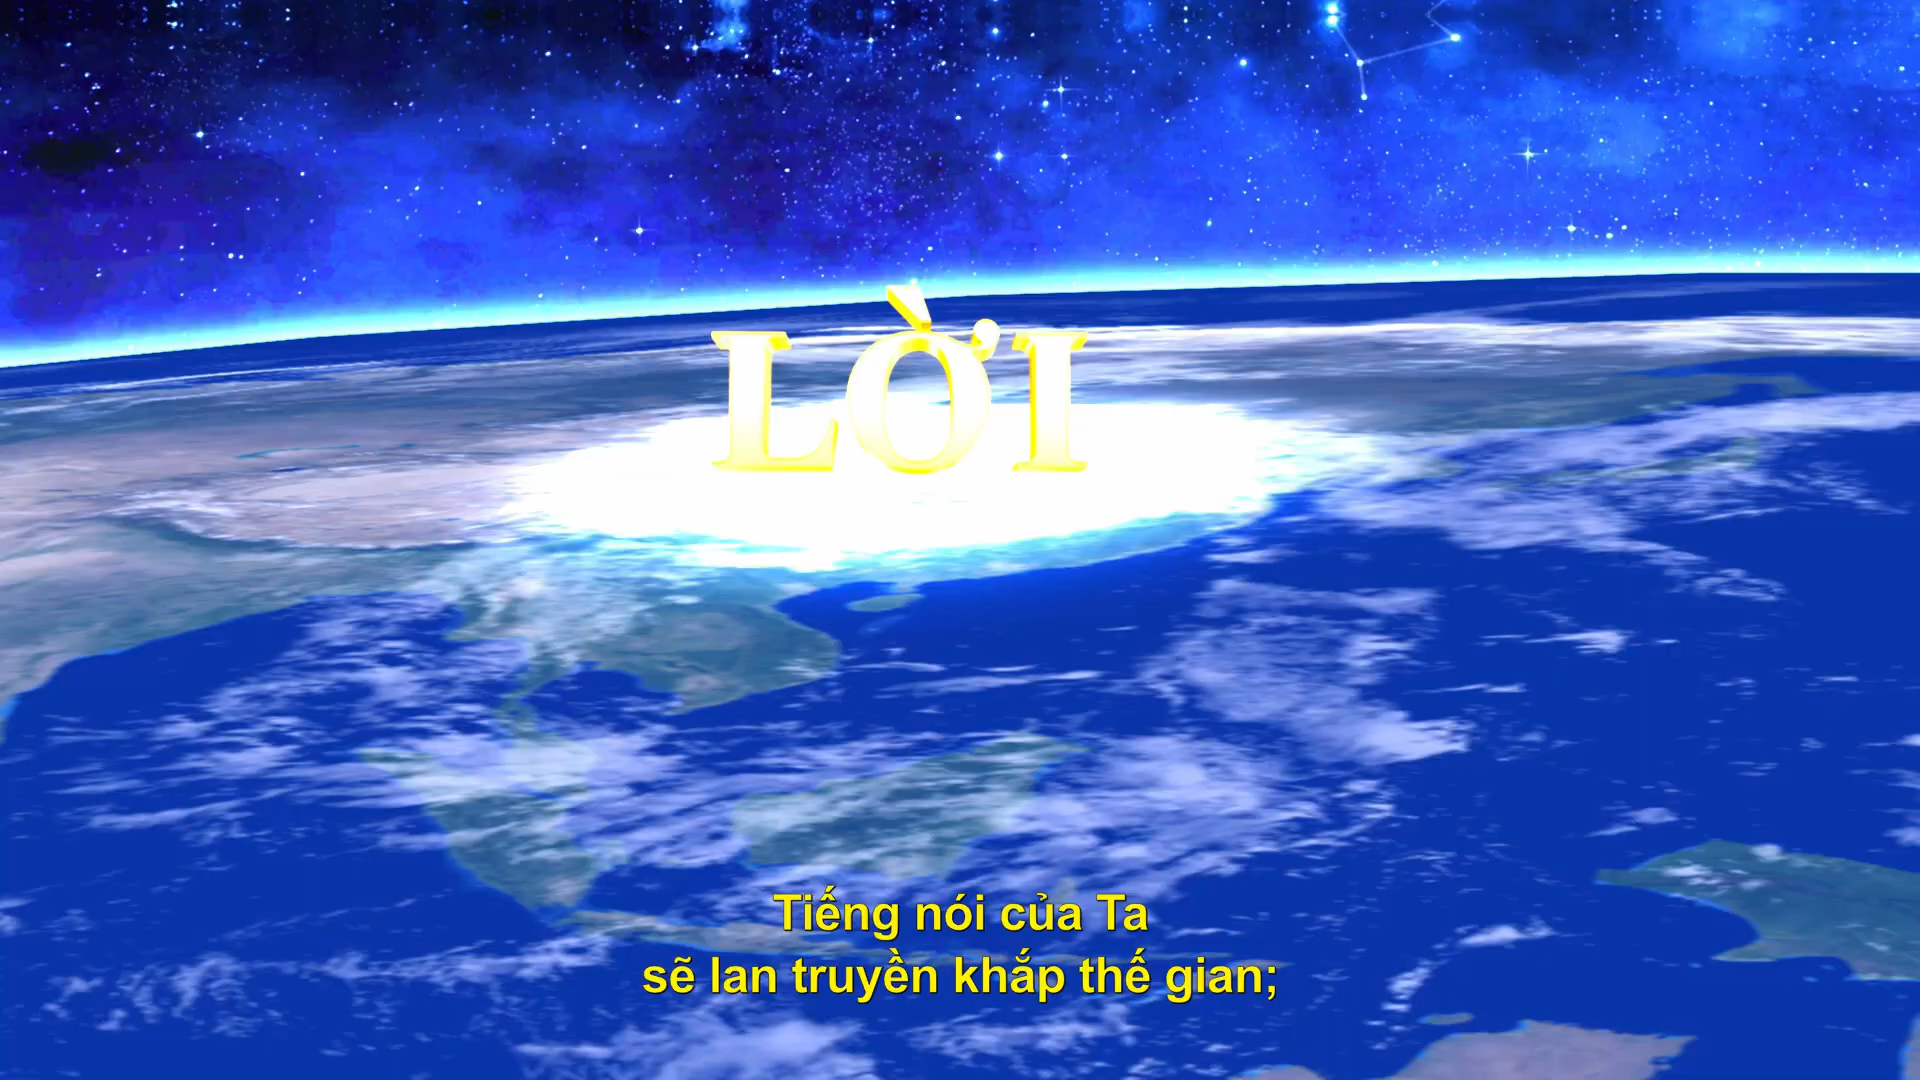 LỜI
Tiếng nói của Ta
sẽ lan truyền khắp thế gian;